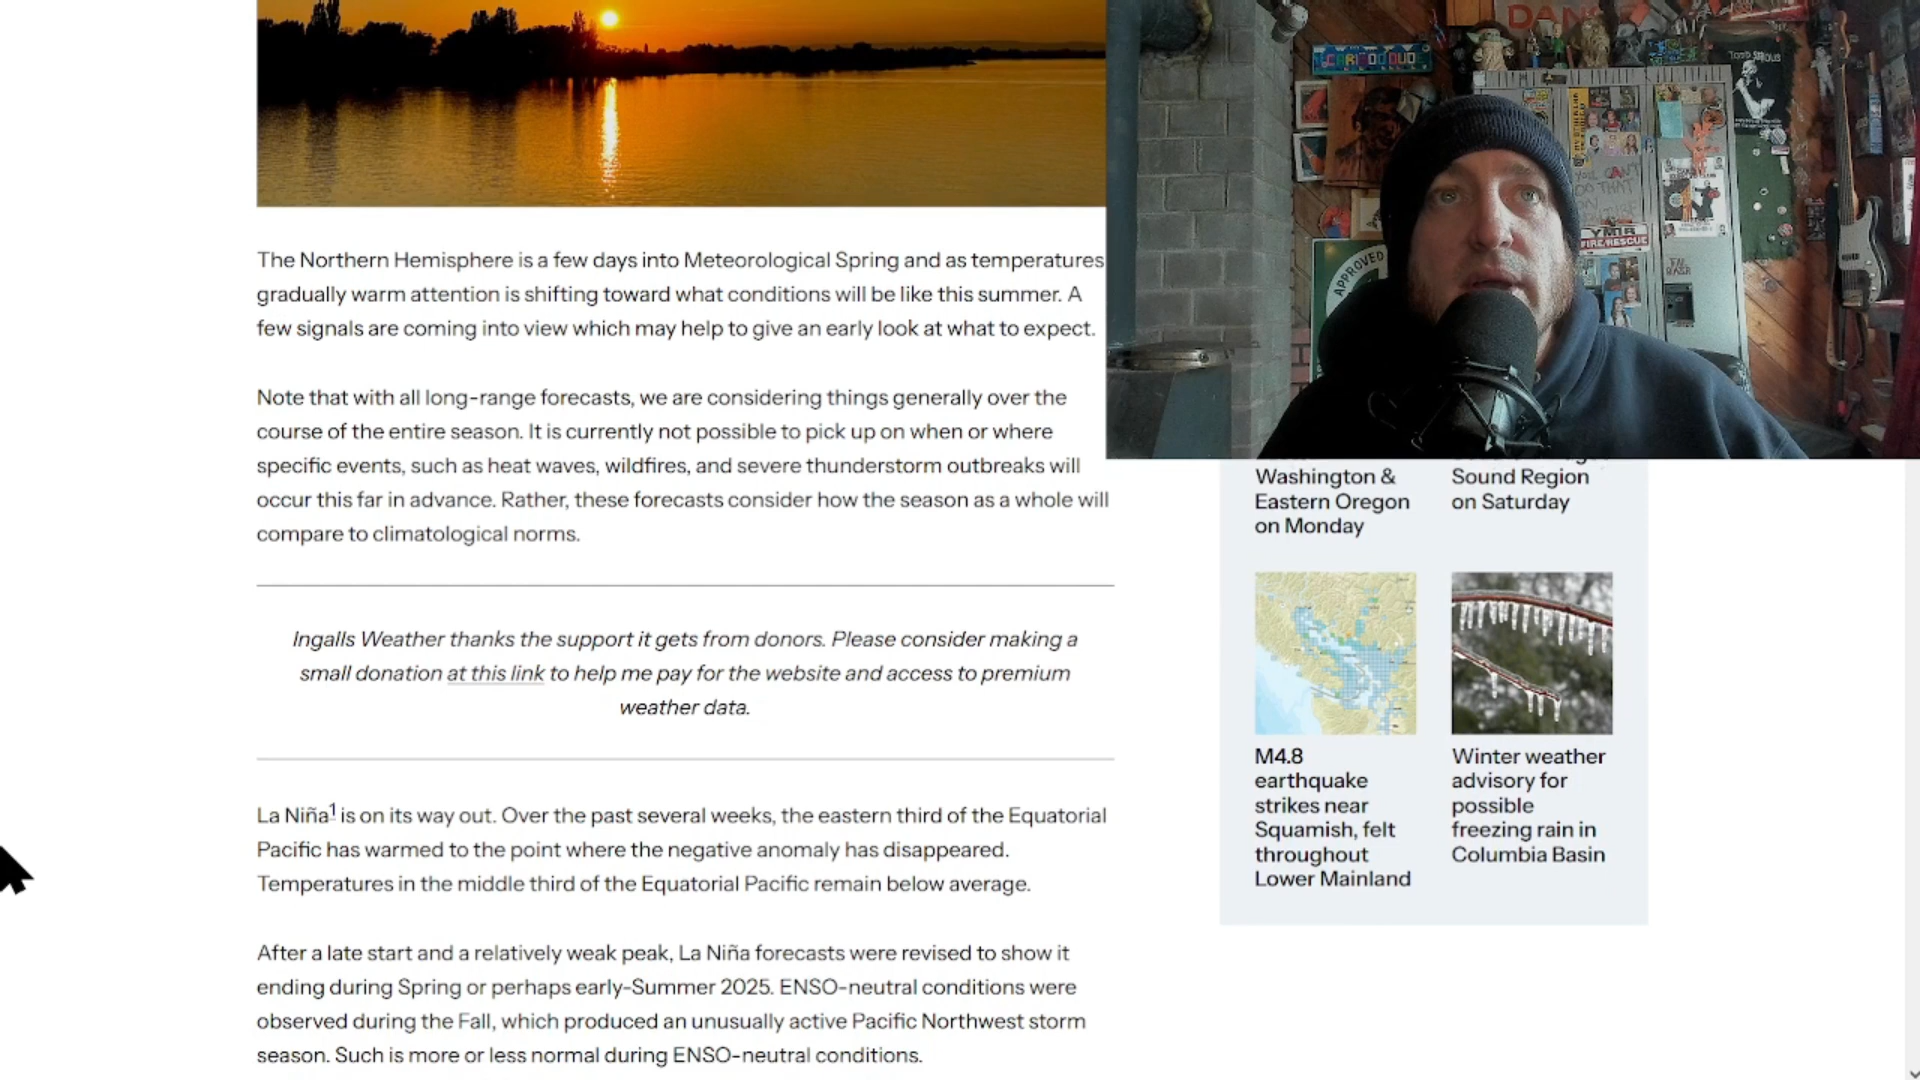 The Northern Hemisphere is a few days into Meteorological Spring and as temperatures
gradually warm attention is shifting toward what conditions will be like this summer. A
few signals are coming into view which may help to give an early look at what to expect.
Note that with all long-range forecasts, we are considering things generally over the
course of the entire season. It is currently not possible to pick up on when or where
specific events, such as heat waves, wildfires, and severe thunderstorm outbreaks will
occur this far in advance. Rather, these forecasts consider how the season as a whole will
compare to climatological norms.
Ingalls Weather thanks the support it gets from donors. Please consider making a
small donation at this link to help me pay for the website and access to premium
weather data.
La Niña1 is on its way out. Over the past several weeks, the eastern third of the Equatorial
Pacific has warmed to the point where the negative anomaly has disappeared.
Temperatures in the middle third of the Equatorial Pacific remain below average.
After a late start and a relatively weak peak, La Niña forecasts were revised to show it
ending during Spring or perhaps early-Summer 2025. ENSO-neutral conditions were
observed during the Fall, which produced an unusually active Pacific Northwest storm
season. Such is more or less normal during ENSO-neutral conditions.
APPROVED
YMIR
FIRE/RESCUE
YOU CAN'T
DO THAT
ON
Washington &
Eastern Oregon
on Monday
Sound Region
on Saturday
M4.8
earthquake
strikes near
Squamish, felt
throughout
Lower Mainland
Winter weather
advisory for
possible
freezing rain in
Columbia Basin